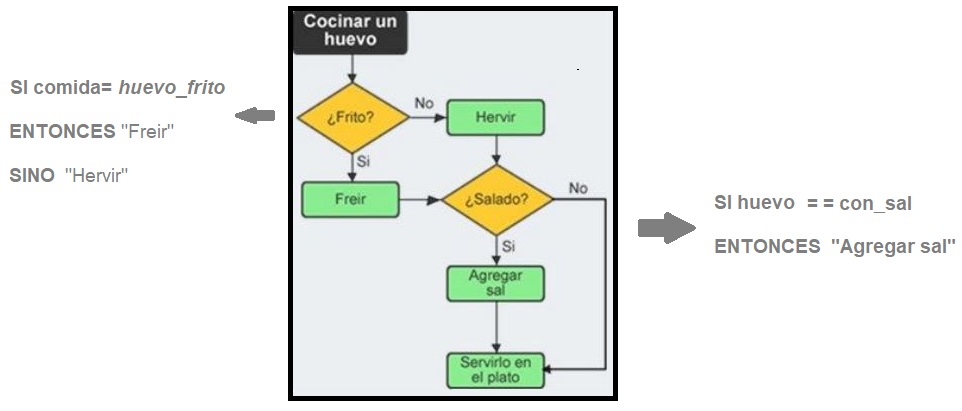 SI comida= huevo_frito
ENTONCES "Freir"
SINO "Hervir"
Cocinar un
huevo
¿Frito?
No
Hervir
Si
Freir
¿Salado?
No
Si
Agregar
sal
Servirlo en
el plato
SI huevo = = con_sal
ENTONCES "Agregar sal"